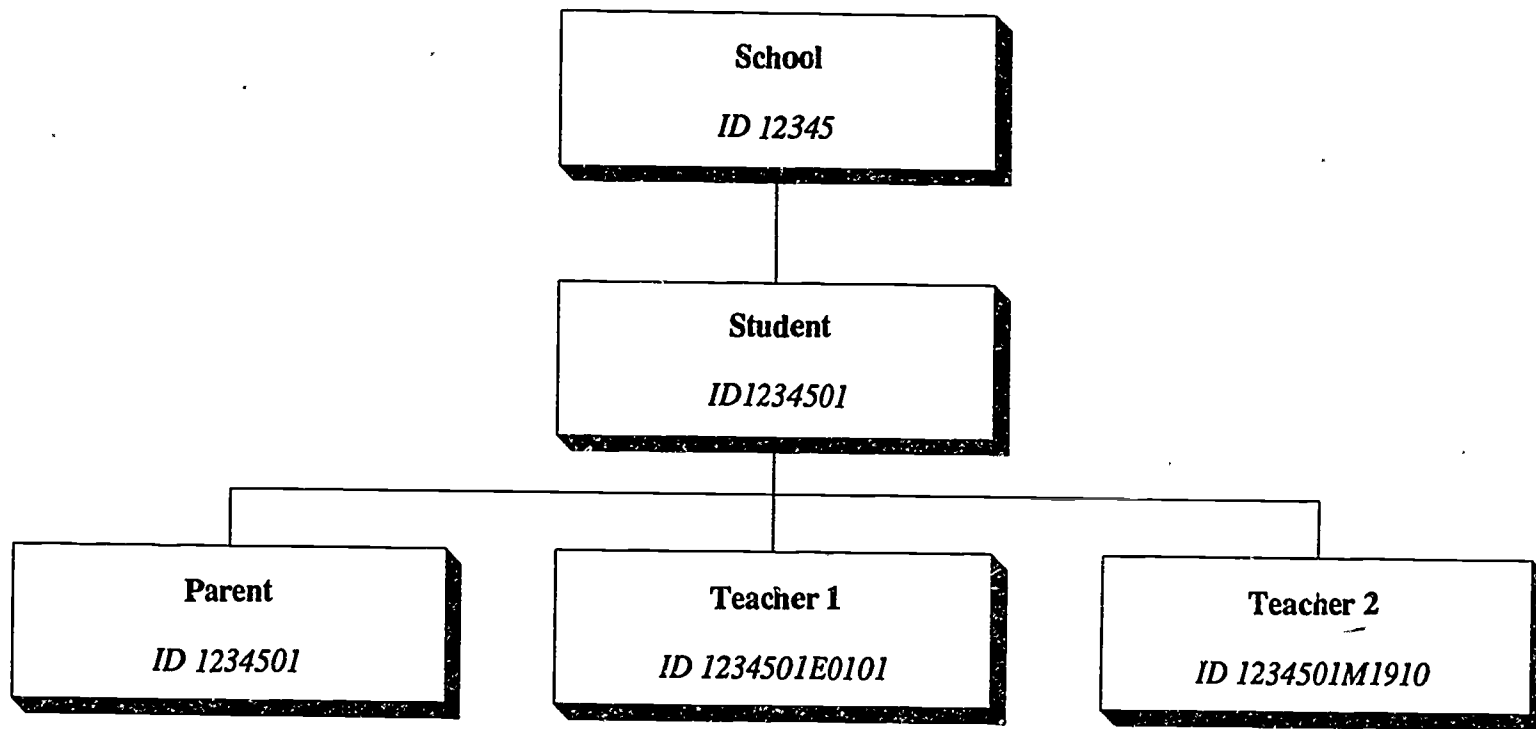 School
ID 12345
Student
ID1234501
Parent
ID 1234501
Teacher 1
ID 1234501E0101
Teacher 2
ID 1234501M1910